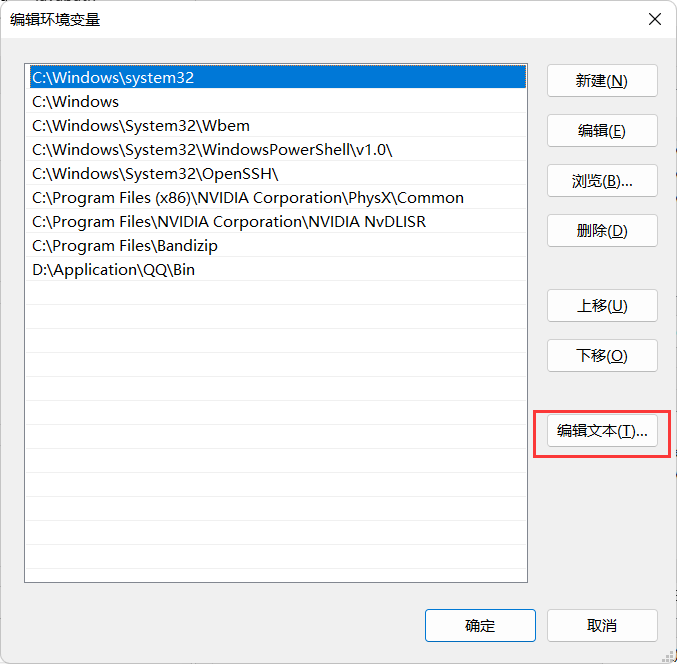 编辑环境变量
C:\Windows\system32
C:\Windows
C:\Windows\System32\Wbem
C:\Windows\System32\WindowsPowerShell\v1.0\
C:\Windows\System32\OpenSSH\
C:\Program Files (x86)\NVIDIA Corporation\PhysX\Common
C:\Program Files\NVIDIA Corporation\NVIDIA NvDLISR
C:\Program Files\Bandizip
D:\Application\QQ\Bin
新建(N)
编辑(E)
浏览(B)...
删除(D)
上移(U)
下移(O)
编辑文本(T)...
确定
取消